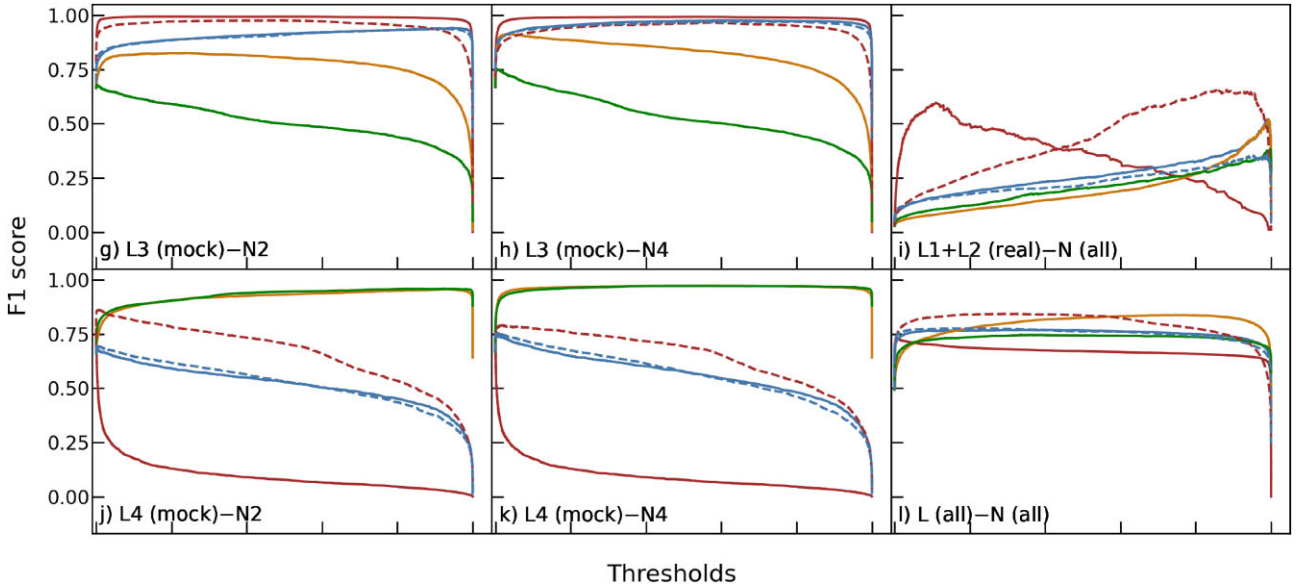 1.00
0.75
0.50
0.25
0.00
g) L3 (mock)−N2
h) L3 (mock)−N4
i) L1+L2 (real)−N (all)
F1 score
1.00
0.75
0.50
0.25
0.00
j) L4 (mock)−N2
k) L4 (mock)−N4
l) L (all)−N (all)
Thresholds